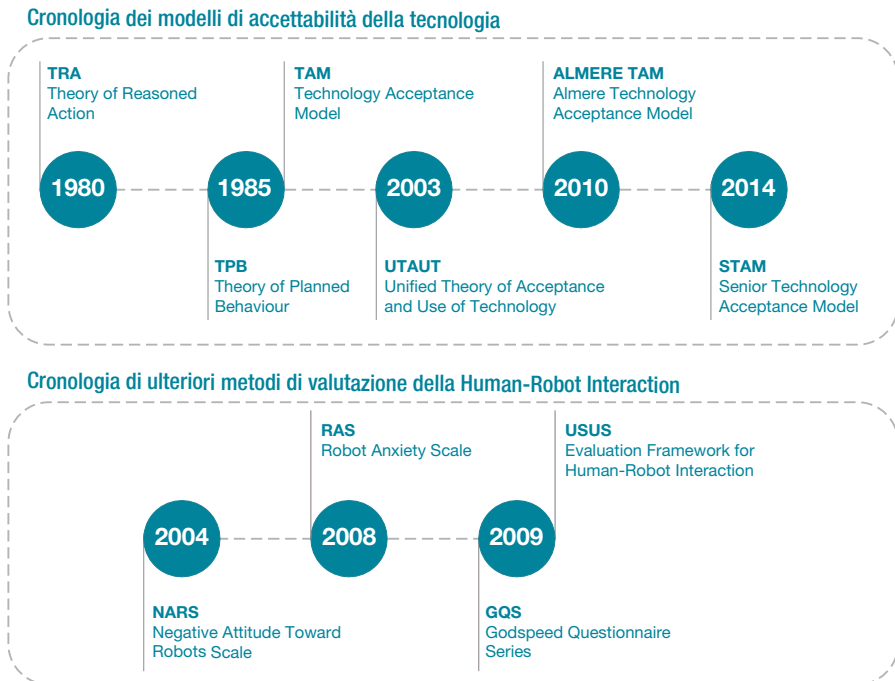 Cronologia dei modelli di accettabilità della tecnologia
TRA
Theory of Reasoned
Action
TAM
Technology Acceptance
Model
ALMERE TAM
Almere Technology
Acceptance Model
1980
1985
2003
2010
2014
TPB
Theory of Planned
Behaviour
UTAUT
Unified Theory of Acceptance
and Use of Technology
STAM
Senior Technology
Acceptance Model
Cronologia di ulteriori metodi di valutazione della Human-Robot Interaction
RAS
Robot Anxiety Scale
USUS
Evaluation Framework for
Human-Robot Interaction
2004
2008
2009
NARS
Negative Attitude Toward
Robots Scale
GQS
Godspeed Questionnaire
Series